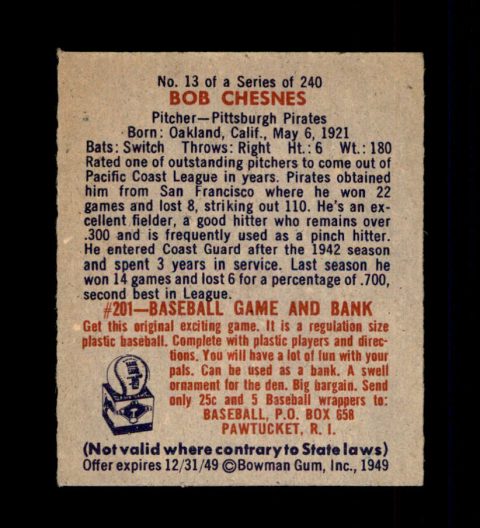 No. 13 of a Series of 240
BOB CHESNES
Pitcher—Pittsburgh Pirates
Born: Oakland, Calif., May 6, 1921
Bats: Switch Throws: Right Ht.: 6 Wt.: 180
Rated one of outstanding pitchers to come out of
Pacific Coast League in years. Pirates obtained
him from San Francisco where he won 22
games and lost 8, striking out 110. He's an ex-
cellent fielder, a good hitter who remains over
.300 and is frequently used as a pinch hitter.
He entered Coast Guard after the 1942 season
and spent 3 years in service. Last season he
won 14 games and lost 6 for a percentage of .700,
second best in League.
#201—BASEBALL GAME AND BANK
Get this original exciting game. It is a regulation size
plastic baseball. Complete with plastic players and direc-
tions. You will have a lot of fun with your
pals. Can be used as a bank. A swell
ornament for the den. Big bargain. Send
only 25c and 5 Baseball wrappers to:
BASEBALL, P.O. BOX 658
PAWTUCKET, R. I.
(Not valid where contrary to State laws)
Offer expires 12/31/49 ©Bowman Gum, Inc., 1949